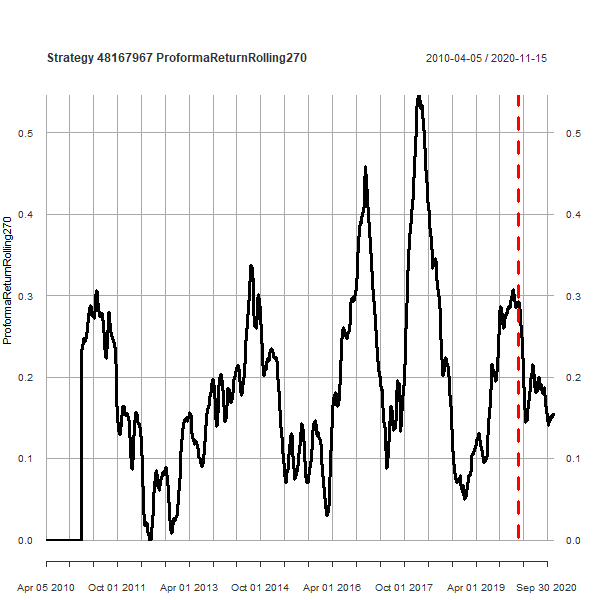 Strategy 48167967 ProformaReturnRolling270 2010-04-05 / 2020-11-15
0.5 0.5
0.4 0.4
0.3 0.3
0.2 0.2
0.1 0.1
0.0 0.0
ProformaReturnRolling270
Apr 05 2010 Oct 01 2011 Apr 01 2013 Oct 01 2014 Apr 01 2016 Oct 01 2017 Apr 01 2019 Sep 30 2020